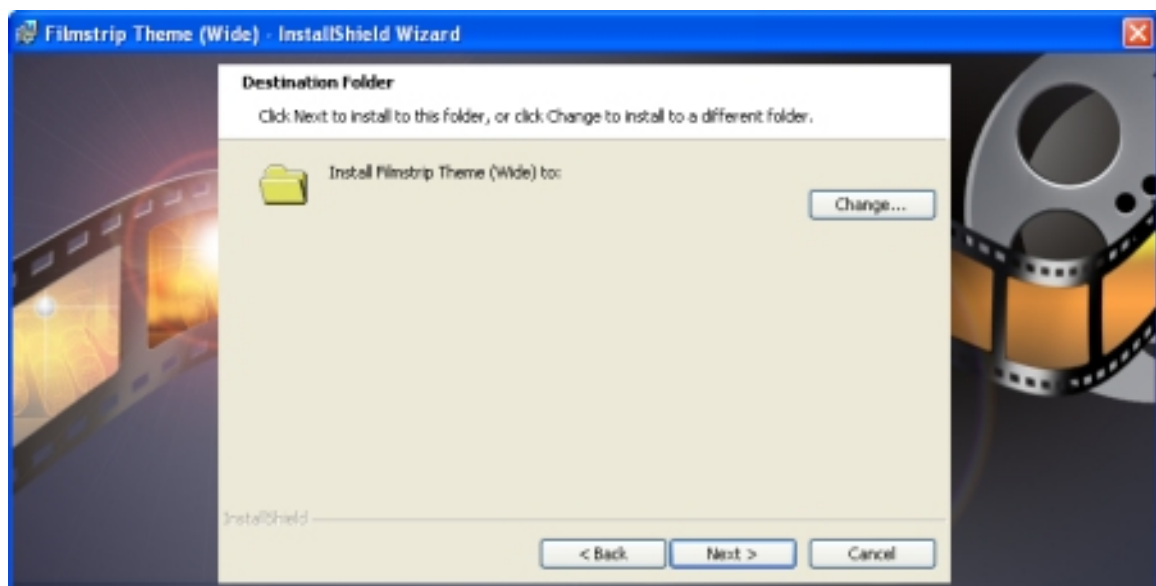 Filmstrip Theme (Wide) - InstallShield Wizard
Destination Folder
Click Next to install to this folder, or click Change to install to a different folder.
Install Filmstrip Theme (Wide) to:
Change...
InstallShield
< Back
Next >
Cancel